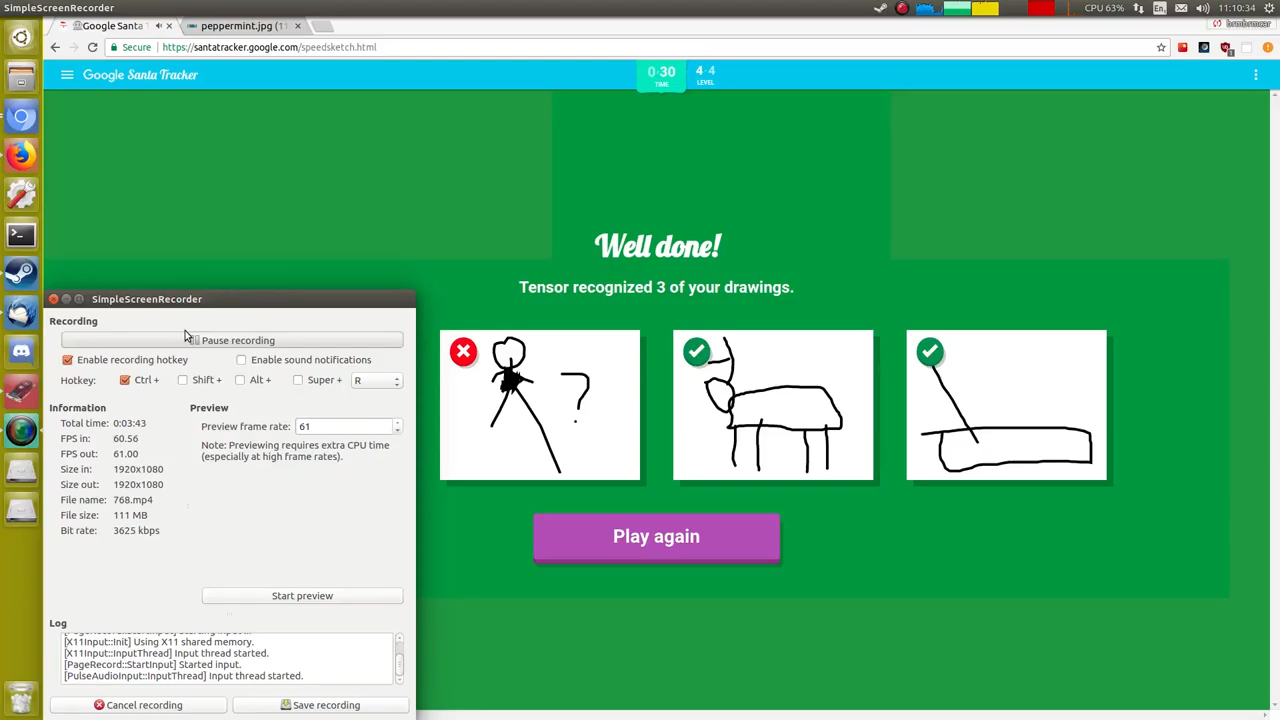 SimpleScreenRecorder
CPU 63%
En
11:10:34
Google Santa
peppermint.jpg (11
brmbrmcar
Secure
https://santatracker.google.com/speedsketch.html
Google Santa Tracker
0:30
TIME
4·4
LEVEL
Well done!
Tensor recognized 3 of your drawings.
?
Play again
SimpleScreenRecorder
Recording
Pause recording
Enable recording hotkey
Enable sound notifications
Hotkey:
Ctrl +
Shift +
Alt +
Super +
R
Information
Total time: 0:03:43
FPS in: 60.56
FPS out: 61.00
Size in: 1920x1080
Size out: 1920x1080
File name: 768.mp4
File size: 111 MB
Bit rate: 3625 kbps
Preview
Preview frame rate: 61
Note: Previewing requires extra CPU time
(especially at high frame rates).
Start preview
Log
[X11Input::Init] Using X11 shared memory.
[X11Input::InputThread] Input thread started.
[PageRecord::StartInput] Started input.
[PulseAudioInput::InputThread] Input thread started.
Cancel recording
Save recording